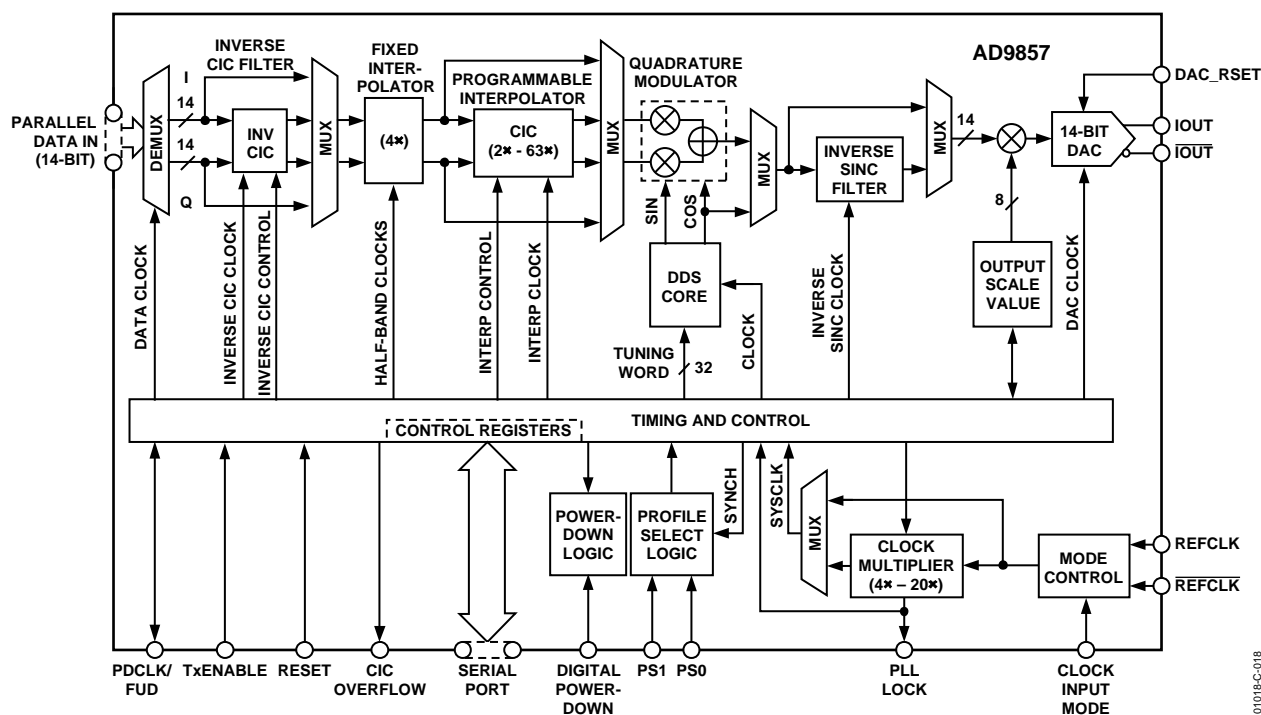 AD9857
INVERSE
CIC FILTER
FIXED
INTER-
POLATOR
PROGRAMMABLE
INTERPOLATOR
QUADRATURE
MODULATOR
PARALLEL
DATA IN
(14-BIT)
DEMUX
I
14
14
Q
INV
CIC
MUX
(4×)
CIC
(2× - 63×)
MUX
MUX
INVERSE
SINC
FILTER
MUX
14
14-BIT
DAC
DAC_RSET
IOUT
IOUT
SIN
COS
8
DDS
CORE
OUTPUT
SCALE
VALUE
DATA CLOCK
INVERSE CIC CLOCK
INVERSE CIC CONTROL
HALF-BAND CLOCKS
INTERP CONTROL
INTERP CLOCK
TUNING
WORD
32
CLOCK
INVERSE
SINC CLOCK
DAC CLOCK
TIMING AND CONTROL
CONTROL REGISTERS
POWER-
DOWN
LOGIC
PROFILE
SELECT
LOGIC
SYNCH
SYSCLK
MUX
CLOCK
MULTIPLIER
(4× – 20×)
MODE
CONTROL
REFCLK
REFCLK
PDCLK/
FUD
TxENABLE
RESET
CIC
OVERFLOW
SERIAL
PORT
DIGITAL
POWER-
DOWN
PS1
PS0
PLL
LOCK
CLOCK
INPUT
MODE
01018-C-018